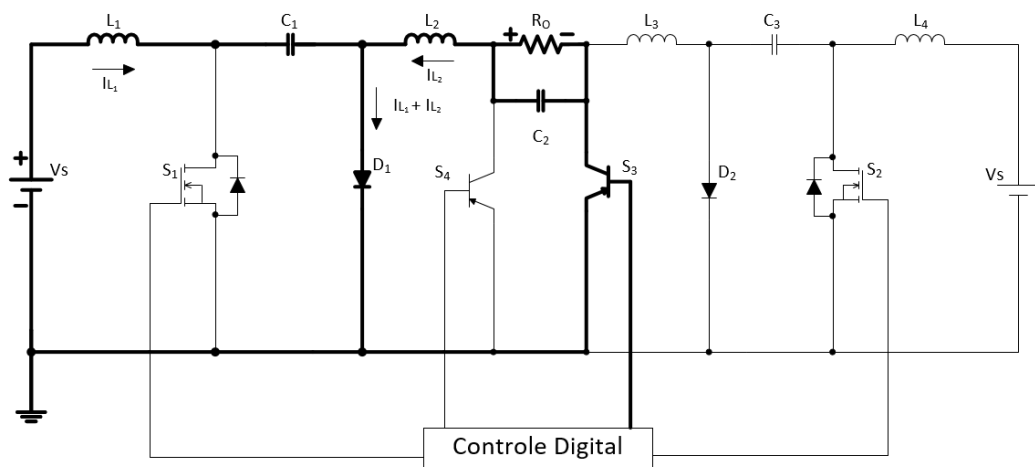 L1 C1 L2 RO L3 C3 L4
+ −
IL1 IL2
IL1 + IL2
C2
+ Vs −
S1 D1 S4 S3 D2 S2 Vs
Controle Digital